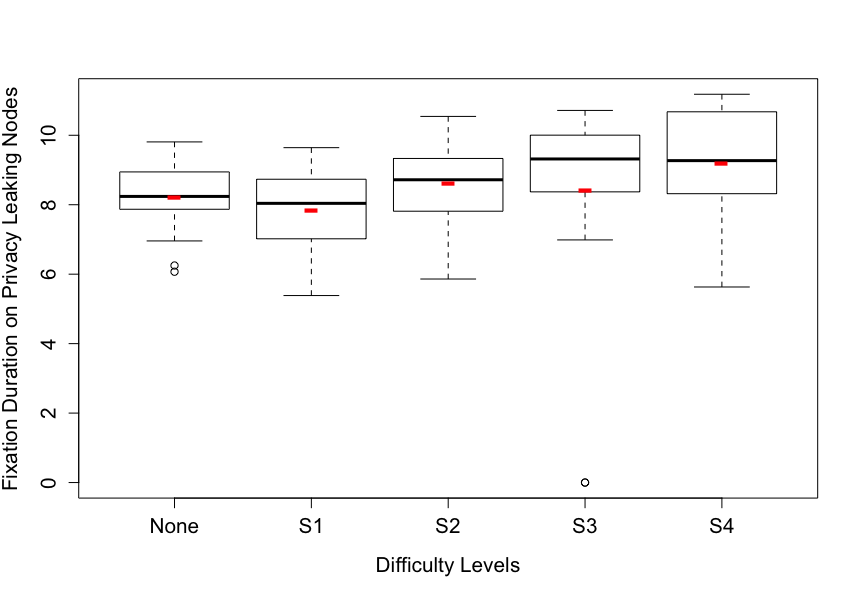 Fixation Duration on Privacy Leaking Nodes
10
8
6
4
2
0
None S1 S2 S3 S4
Difficulty Levels